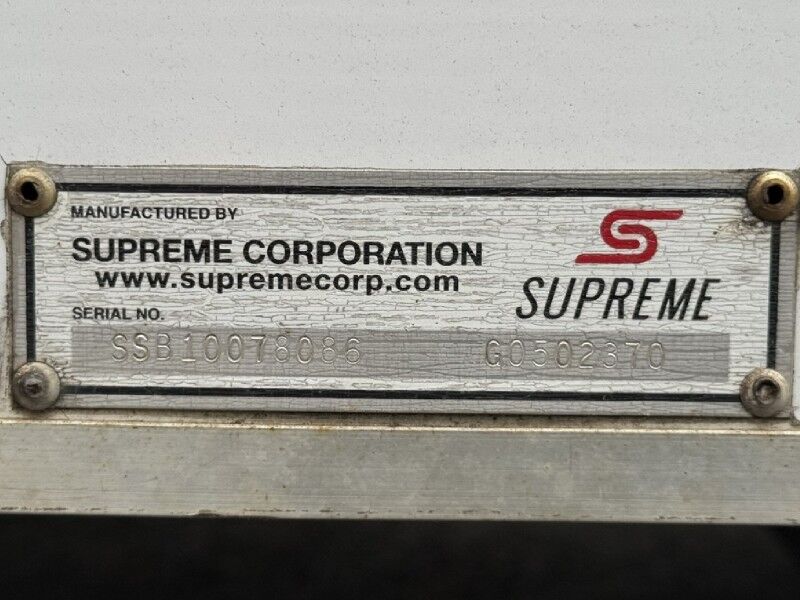 MANUFACTURED BY
SUPREME CORPORATION
www.supremecorp.com
SERIAL NO.
SUPREME
SSB10078086 G0502370